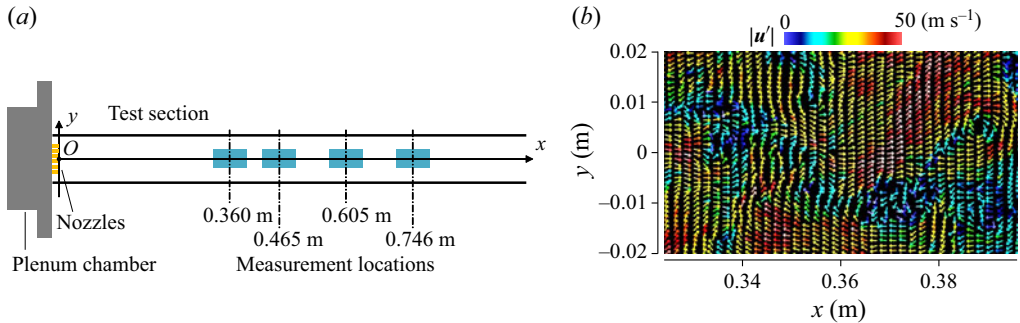 (a)
y
Test section
O
x
Nozzles
0.360 m
0.465 m
0.605 m
0.746 m
Plenum chamber
Measurement locations
(b)
|u′| 0 50 (m s−1)
0.02
0.010
0
−0.01
−0.02
y (m)
0.34 0.36 0.38
x (m)